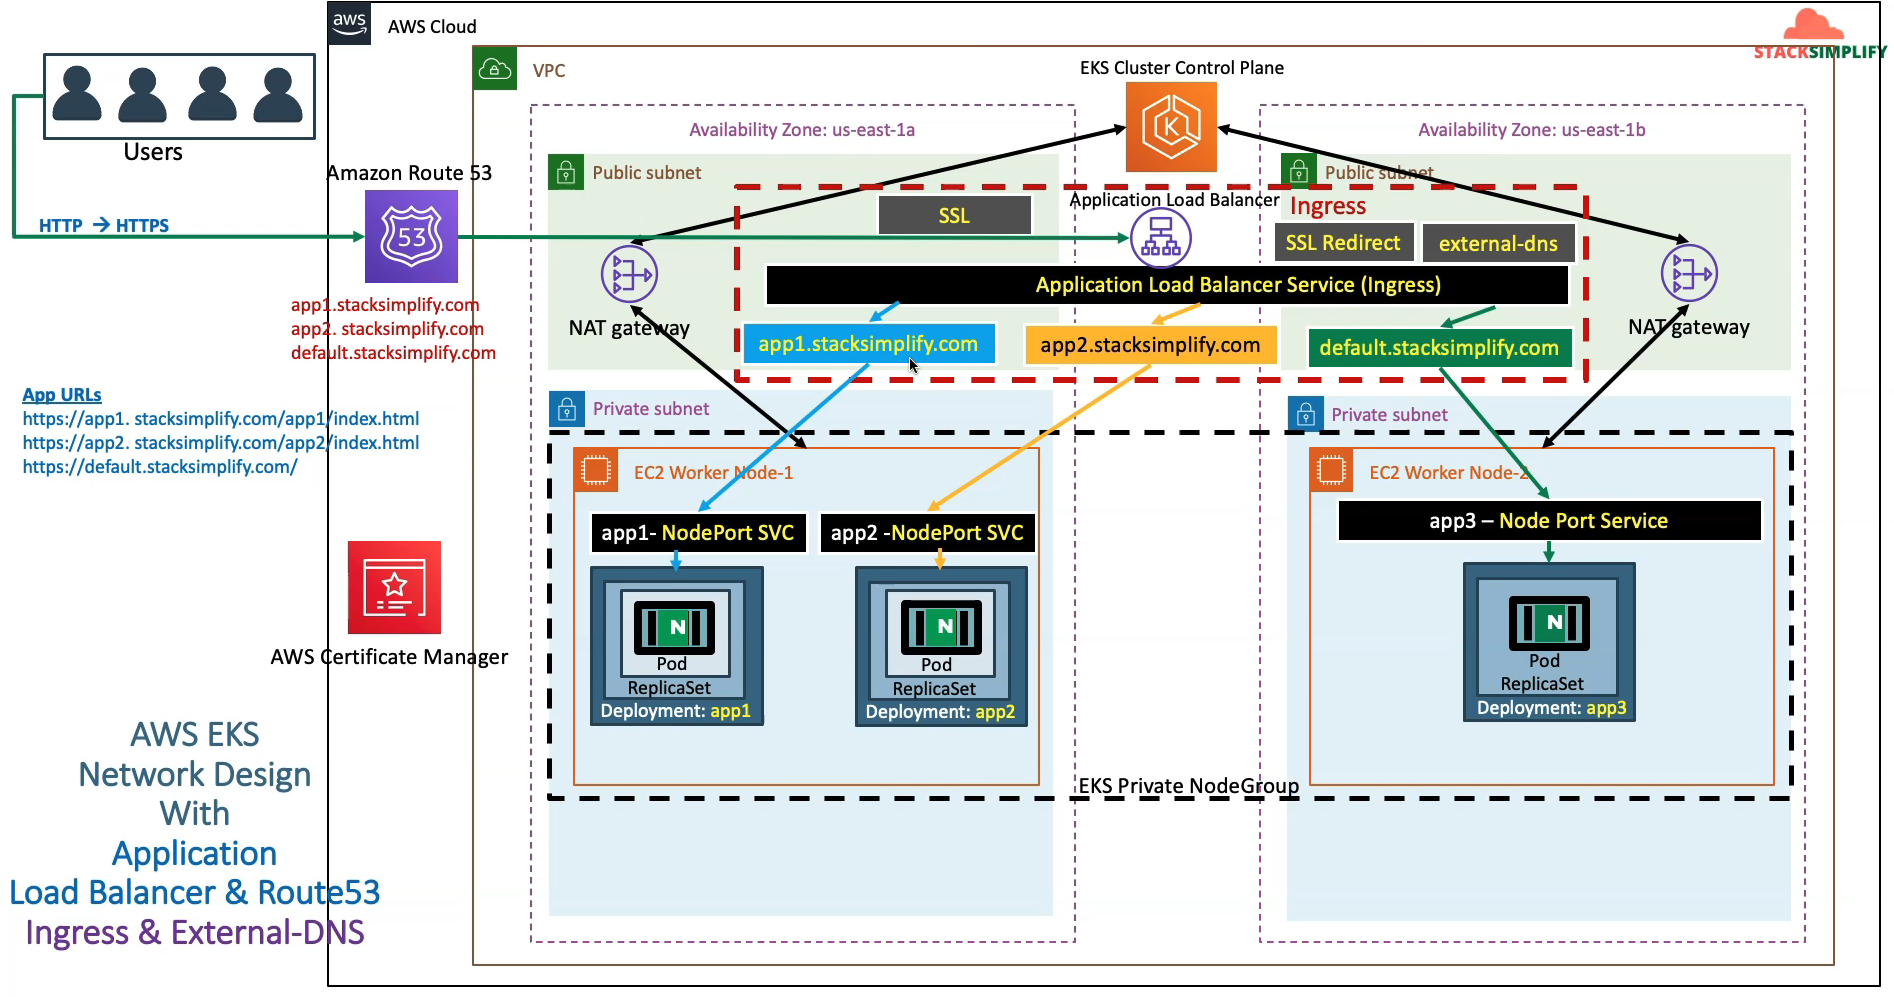 aws
AWS Cloud
STACKSIMPLIFY
VPC
EKS Cluster Control Plane
Users
Availability Zone: us-east-1a
Availability Zone: us-east-1b
Amazon Route 53
Public subnet
Public subnet
Application Load Balancer
Ingress
SSL
HTTP → HTTPS
53
SSL Redirect
external-dns
Application Load Balancer Service (Ingress)
app1.stacksimplify.com
app2. stacksimplify.com
default.stacksimplify.com
NAT gateway
NAT gateway
app1.stacksimplify.com
app2.stacksimplify.com
default.stacksimplify.com
App URLs
https://app1. stacksimplify.com/app1/index.html
https://app2. stacksimplify.com/app2/index.html
https://default.stacksimplify.com/
Private subnet
Private subnet
EC2 Worker Node-1
EC2 Worker Node-2
app1- NodePort SVC
app2 -NodePort SVC
app3 – Node Port Service
K
N
N
N
Pod
Pod
Pod
ReplicaSet
ReplicaSet
ReplicaSet
Deployment: app1
Deployment: app2
Deployment: app3
AWS Certificate Manager
EKS Private NodeGroup
AWS EKS
Network Design
With
Application
Load Balancer & Route53
Ingress & External-DNS